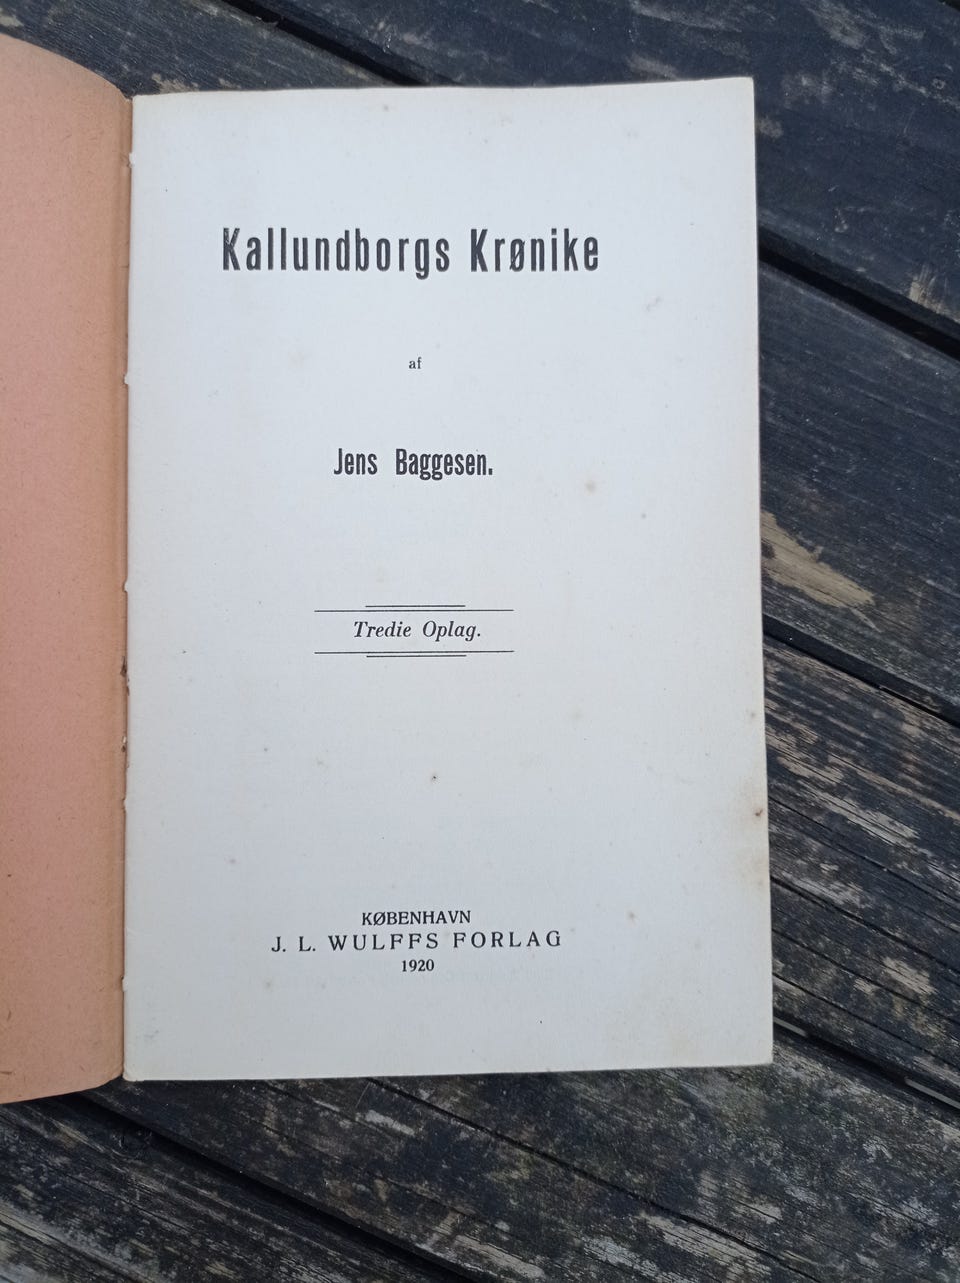 Kallundborgs Krønike
af
Jens Baggesen.
Tredie Oplag.
KØBENHAVN
J. L. WULFFS FORLAG
1920